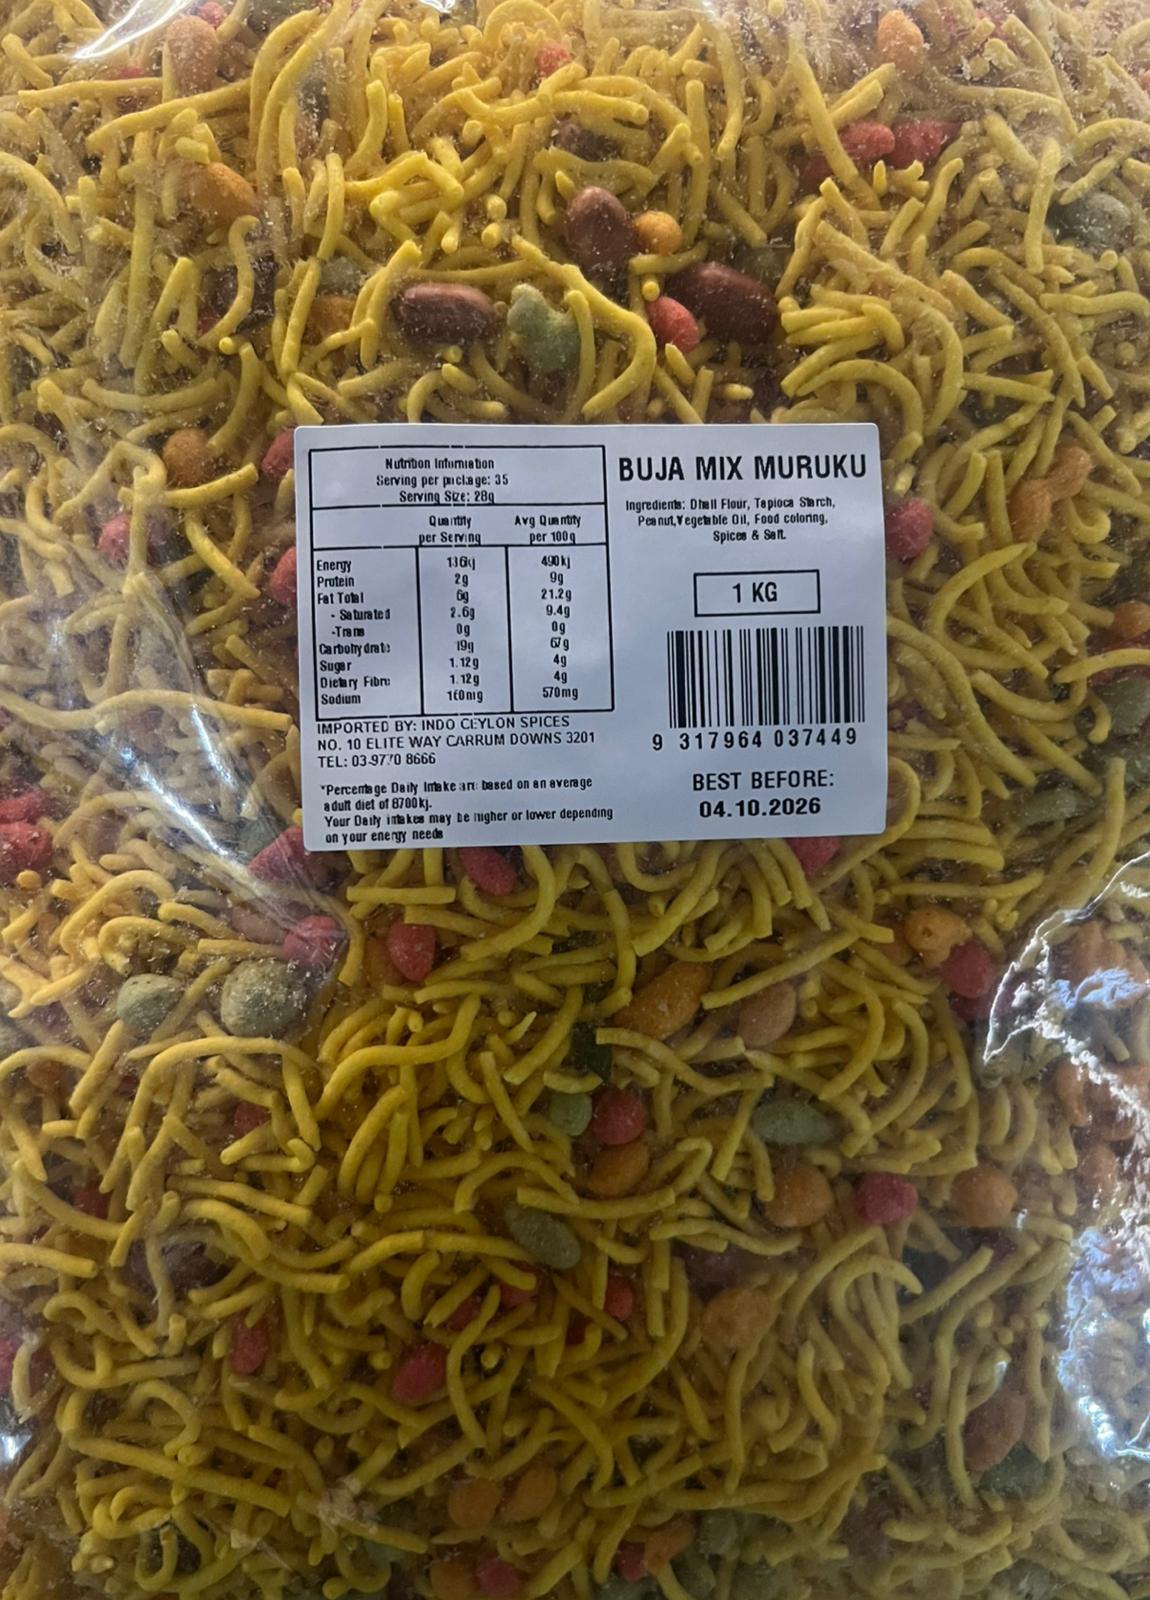 Nutrition Information
Serving per package: 35
Serving Size: 28g
Quantity per Serving
Avg Quantity per 100g
Energy 136kj 490kj
Protein 2g 9g
Fat Total 6g 21.2g
- Saturated 2.6g 9.4g
-Trans 0g 0g
Carbohydrate 19g 67g
Sugar 1.12g 4g
Dietary Fibre 1.12g 4g
Sodium 160mg 570mg
IMPORTED BY: INDO CEYLON SPICES
NO. 10 ELITE WAY CARRUM DOWNS 3201
TEL: 03-9770 8666
*Percentage Daily Intake are based on an average
adult diet of 8700kj.
Your Daily intakes may be higher or lower depending
on your energy needs
BUJA MIX MURUKU
Ingredients: Dhall Flour, Tapioca Starch,
Peanut,Vegetable Oil, Food coloring,
Spices & Salt.
1 KG
9 317964 037449
BEST BEFORE:
04.10.2026